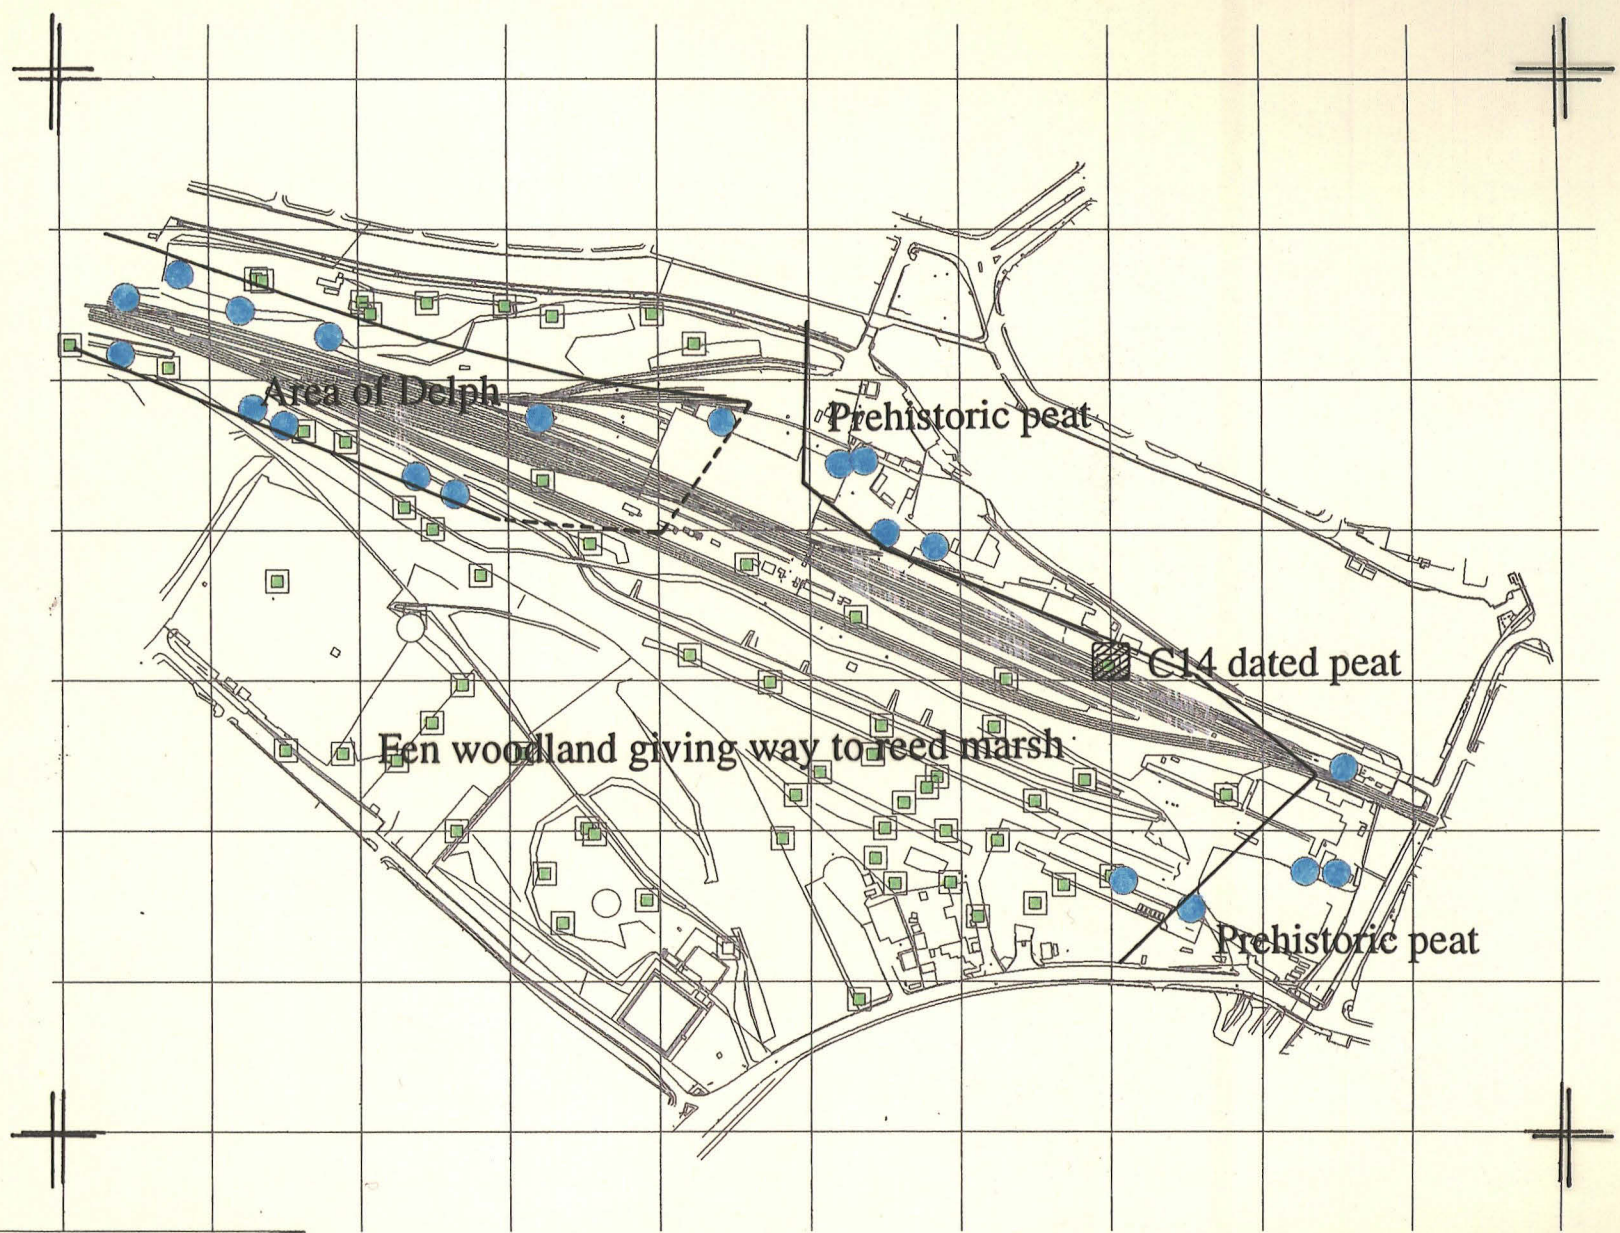 Area of Delph
Prehistoric peat
C14 dated peat
Fen woodland giving way to reed marsh
Prehistoric peat